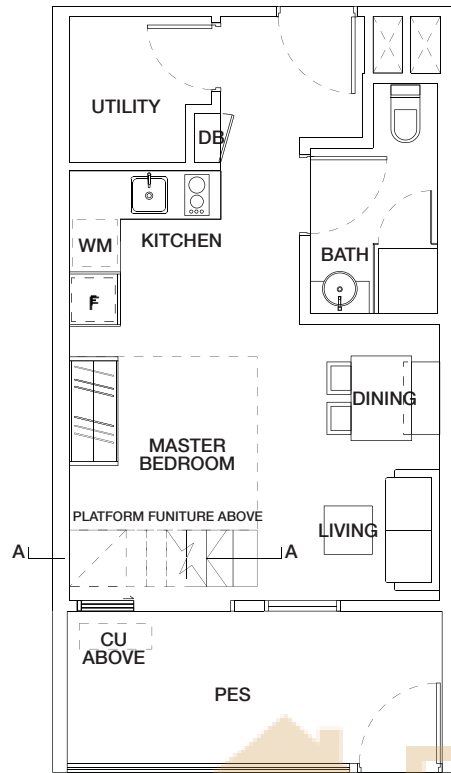 UTILITY
DB
KITCHEN
WM
F
BATH
DINING
MASTER
BEDROOM
PLATFORM FUNITURE ABOVE
LIVING
A
A
CU
ABOVE
PES